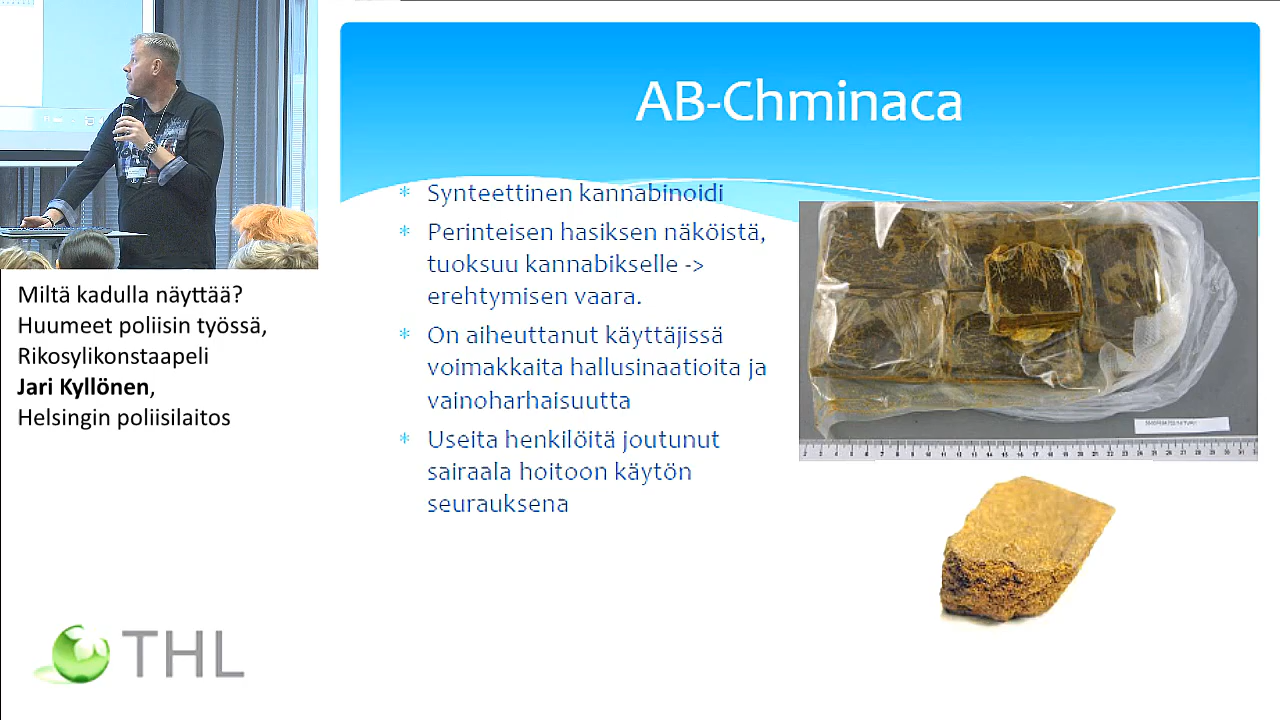 AB-Chminaca
Synteettinen kannabinoidi
Perinteisen hasiksen näköistä,
tuoksuu kannabikselle ->
erehtymisen vaara.
On aiheuttanut käyttäjissä
voimakkaita hallusinaatioita ja
vainoharhaisuutta
Useita henkilöitä joutunut
sairaala hoitoon käytön
seurauksena
Miltä kadulla näyttää?
Huumeet poliisin työssä,
Rikosylikonstaapeli
Jari Kyllönen,
Helsingin poliisilaitos
THL